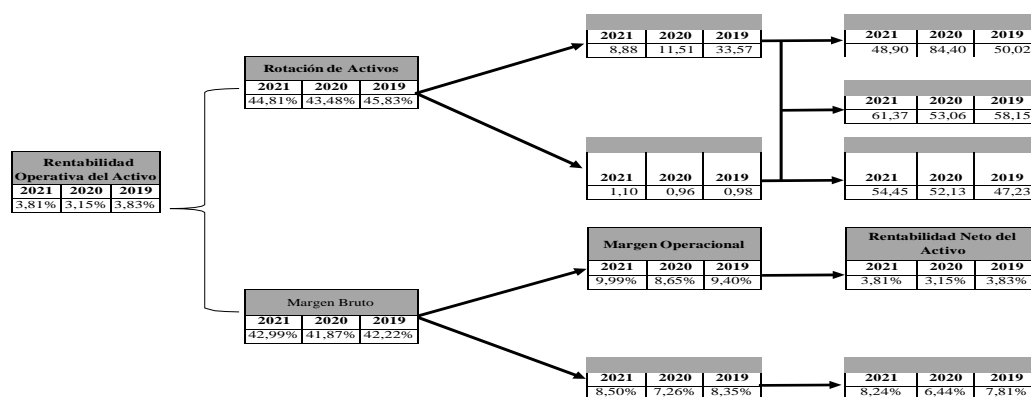 2021 2020 2019
8,88 11,51 33,57
2021 2020 2019
48,90 84,40 50,02
Rotación de Activos
2021 2020 2019
44,81% 43,48% 45,83%
2021 2020 2019
61,37 53,06 58,15
Rentabilidad
Operativa del Activo
2021 2020 2019
3,81% 3,15% 3,83%
2021 2020 2019
1,10 0,96 0,98
2021 2020 2019
54,45 52,13 47,23
Margen Operacional
2021 2020 2019
9,99% 8,65% 9,40%
Rentabilidad Neto del
Activo
2021 2020 2019
3,81% 3,15% 3,83%
Margen Bruto
2021 2020 2019
42,99% 41,87% 42,22%
2021 2020 2019
8,50% 7,26% 8,35%
2021 2020 2019
8,24% 6,44% 7,81%